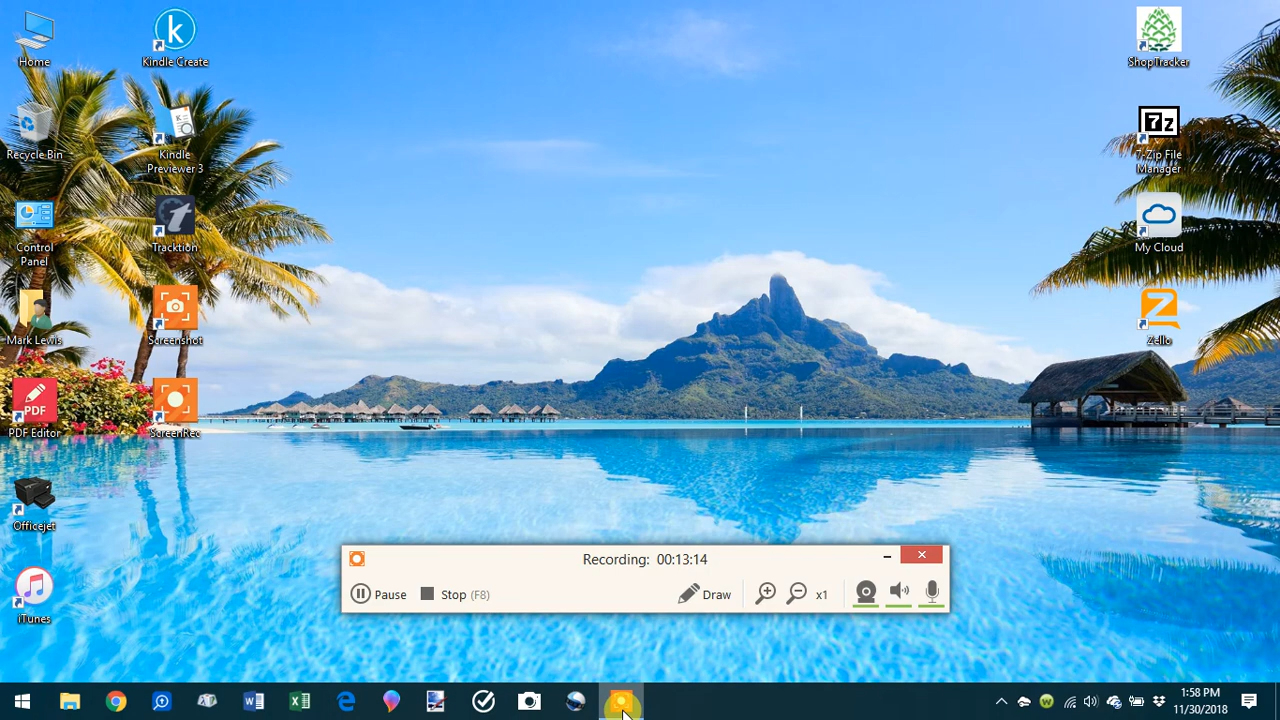 Home
Kindle Create
ShopTracker
Recycle Bin
Kindle
Previewer 3
7z
7-Zip File
Manager
Control
Panel
Tracktion
My Cloud
Mark Lewis
Screenshot
Zello
PDF
PDF Editor
ScreenRec
Officejet
iTunes
Recording: 00:13:14
Pause
Stop (F8)
Draw
x1
1:58 PM
11/30/2018